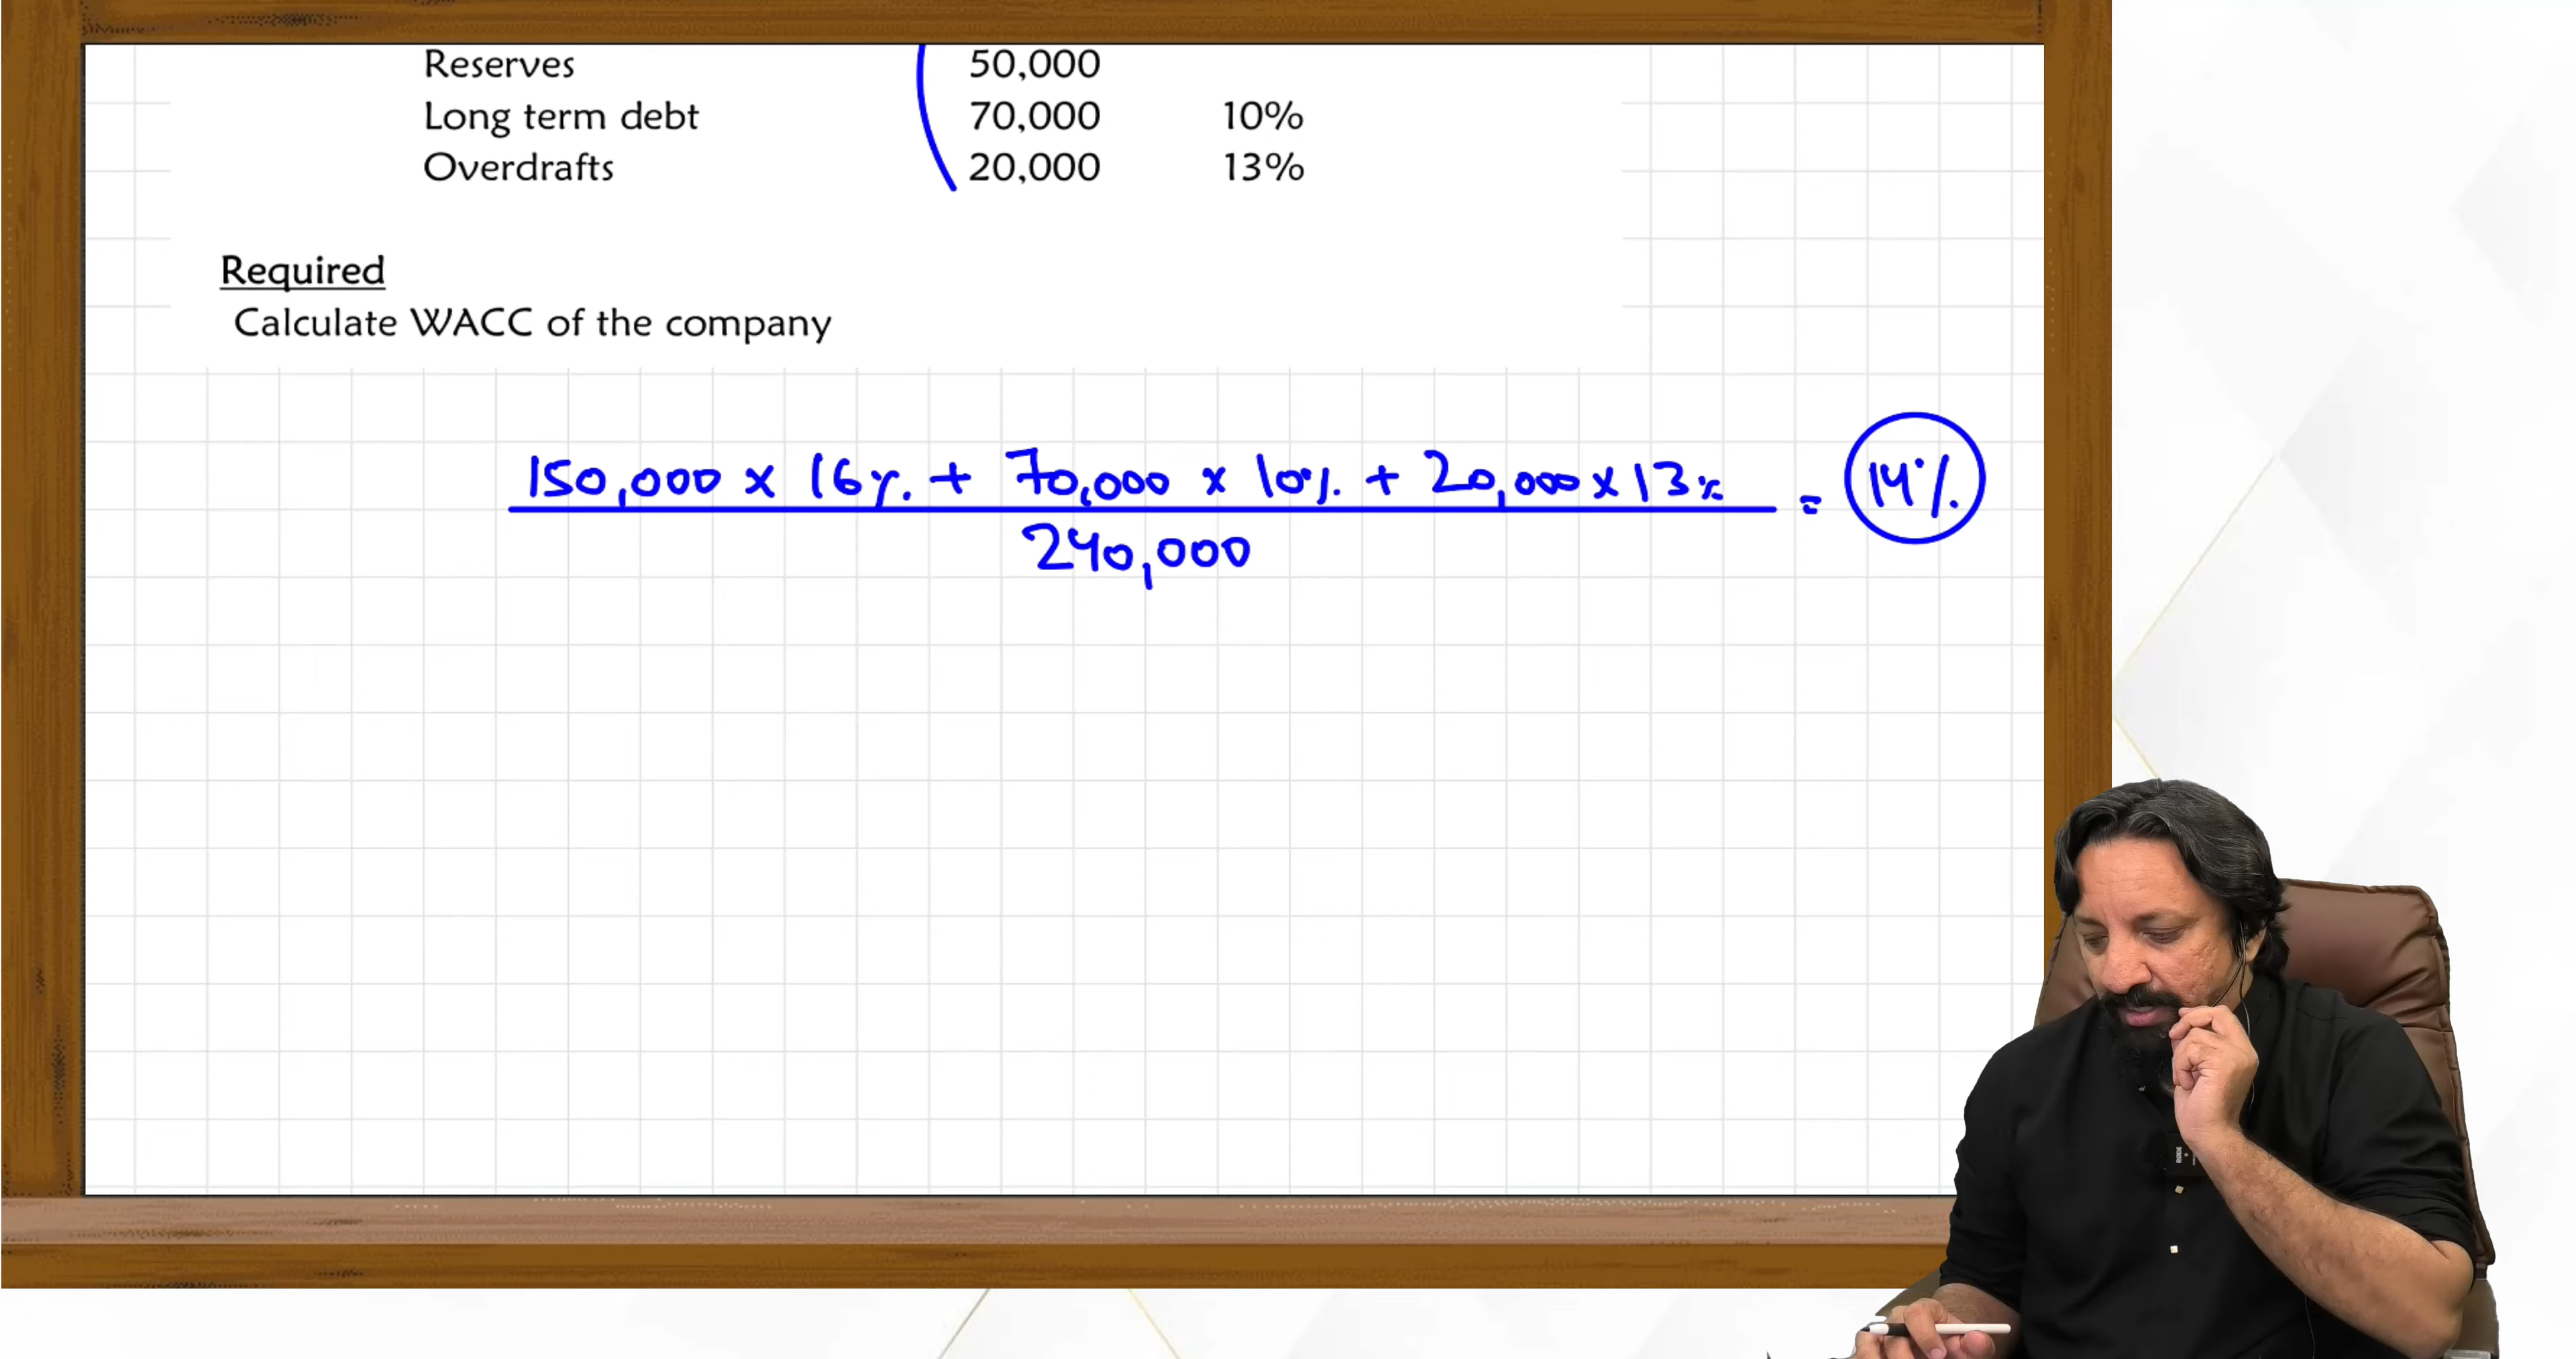 Reserves 50,000
Long term debt 70,000 10%
Overdrafts 20,000 13%
Required
Calculate WACC of the company
150,000 x 16% + 70,000 x 10% + 20,000 x 13% = 14%
240,000
RODE